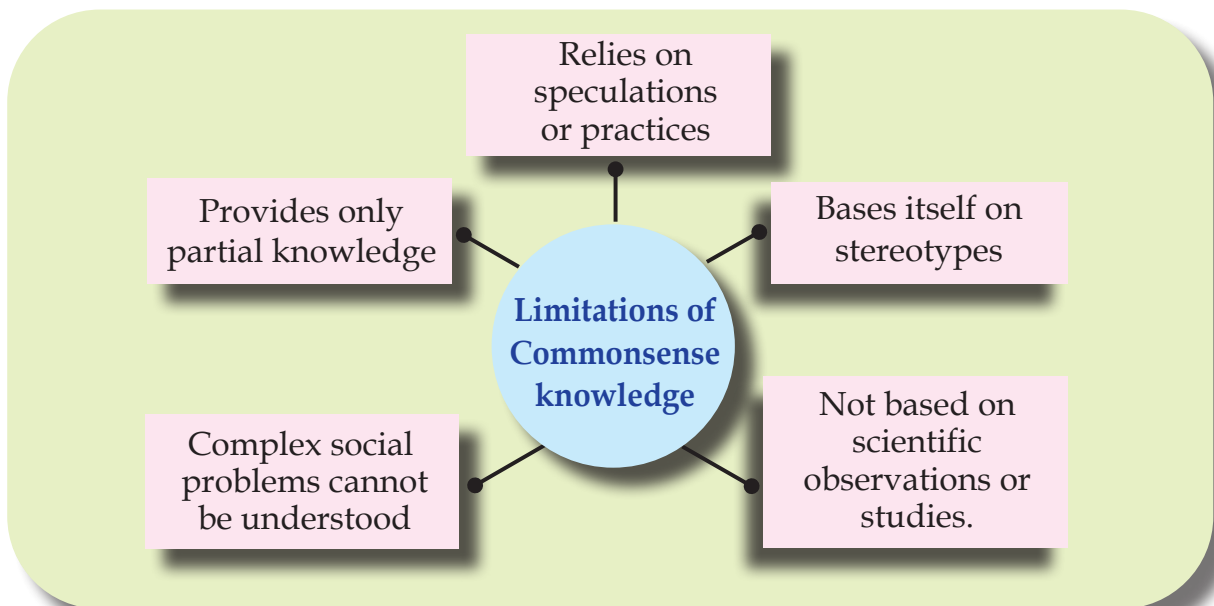 Relies on
speculations
or practices
Provides only
partial knowledge
Bases itself on
stereotypes
Limitations of
Commonsense
knowledge
Complex social
problems cannot
be understood
Not based on
scientific
observations or
studies.